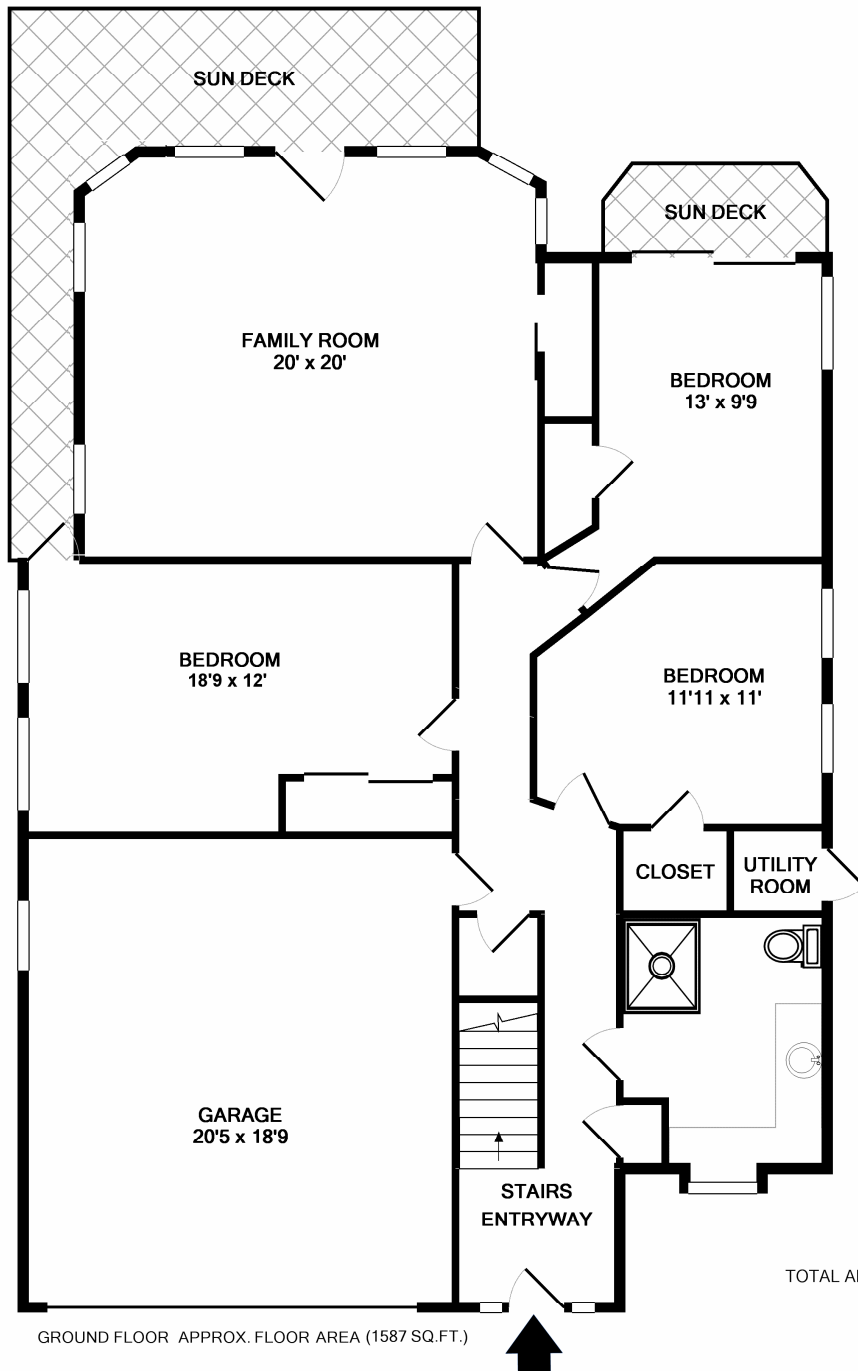 SUN DECK
SUN DECK
FAMILY ROOM
20' x 20'
BEDROOM
13' x 9'9
BEDROOM
18'9 x 12'
BEDROOM
11'11 x 11'
CLOSET
UTILITY
ROOM
GARAGE
20'5 x 18'9
STAIRS
ENTRYWAY
TOTAL
GROUND FLOOR APPROX. FLOOR AREA (1587 SQ.FT.)